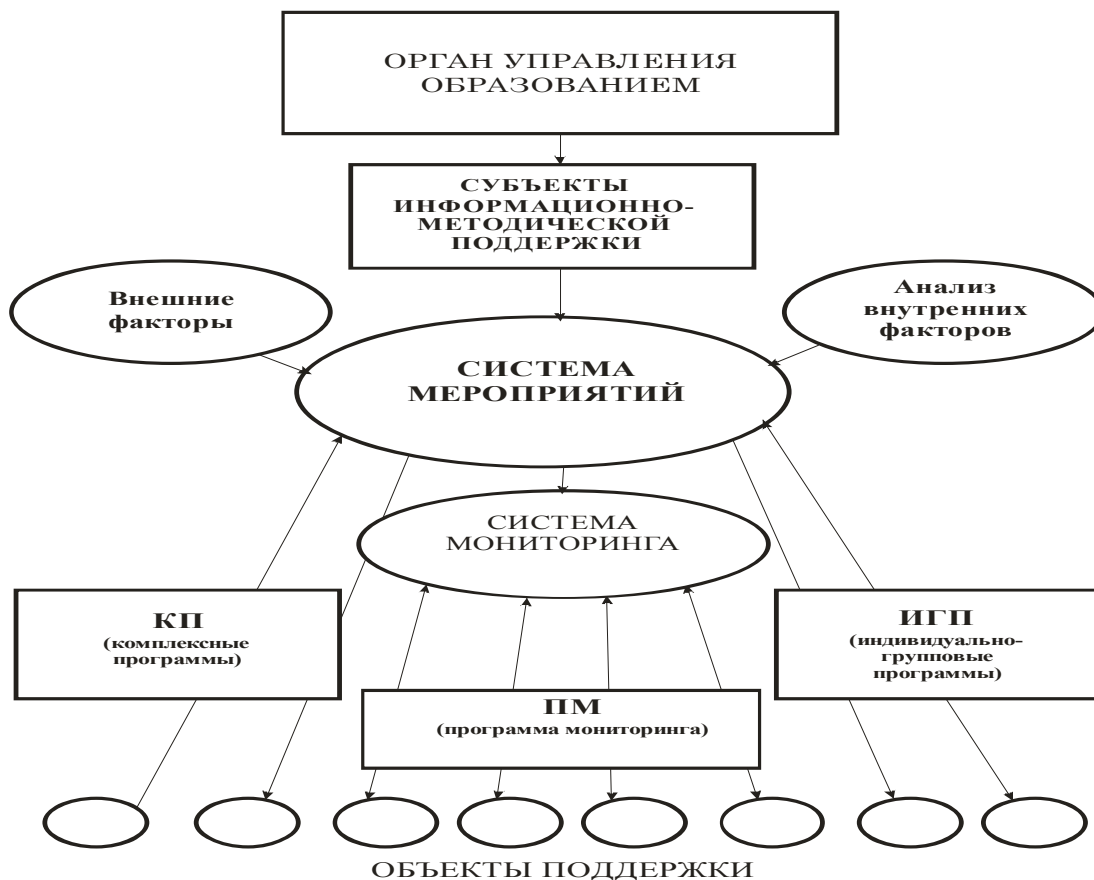 ОРГАН УПРАВЛЕНИЯ
ОБРАЗОВАНИЕМ
СУБЪЕКТЫ
ИНФОРМАЦИОННО-
МЕТОДИЧЕСКОЙ
ПОДДЕРЖКИ
Внешние
факторы
Анализ
внутренних
факторов
СИСТЕМА
МЕРОПРИЯТИЙ
СИСТЕМА
МОНИТОРИНГА
КП
(комплексные
программы)
ИГП
(индивидуально-
групповые
программы)
ПМ
(программа мониторинга)
ОБЪЕКТЫ ПОДДЕРЖКИ